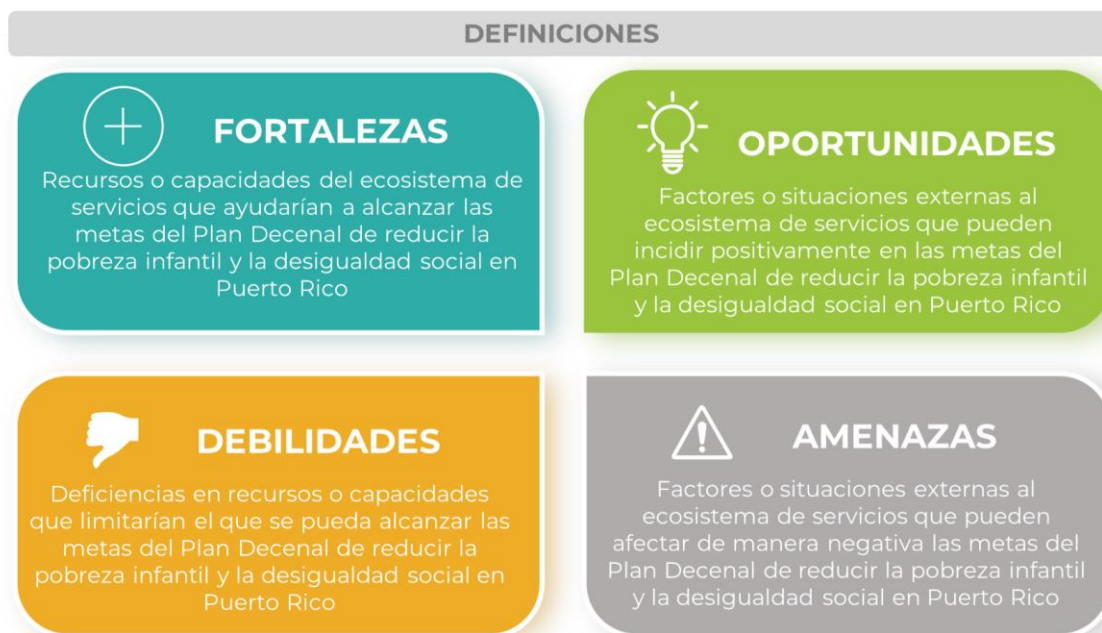 DEFINICIONES
FORTALEZAS
Recursos o capacidades del ecosistema de
servicios que ayudarían a alcanzar las
metas del Plan Decenal de reducir la
pobreza infantil y la desigualdad social en
Puerto Rico
OPORTUNIDADES
Factores o situaciones externas al
ecosistema de servicios que pueden
incidir positivamente en las metas del
Plan Decenal de reducir la pobreza infantil
y la desigualdad social en Puerto Rico
DEBILIDADES
Deficiencias en recursos o capacidades
que limitarían el que se pueda alcanzar las
metas del Plan Decenal de reducir la
pobreza infantil y la desigualdad social en
Puerto Rico
AMENAZAS
Factores o situaciones externas al
ecosistema de servicios que pueden
afectar de manera negativa las metas del
Plan Decenal de reducir la pobreza infantil
y la desigualdad social en Puerto Rico